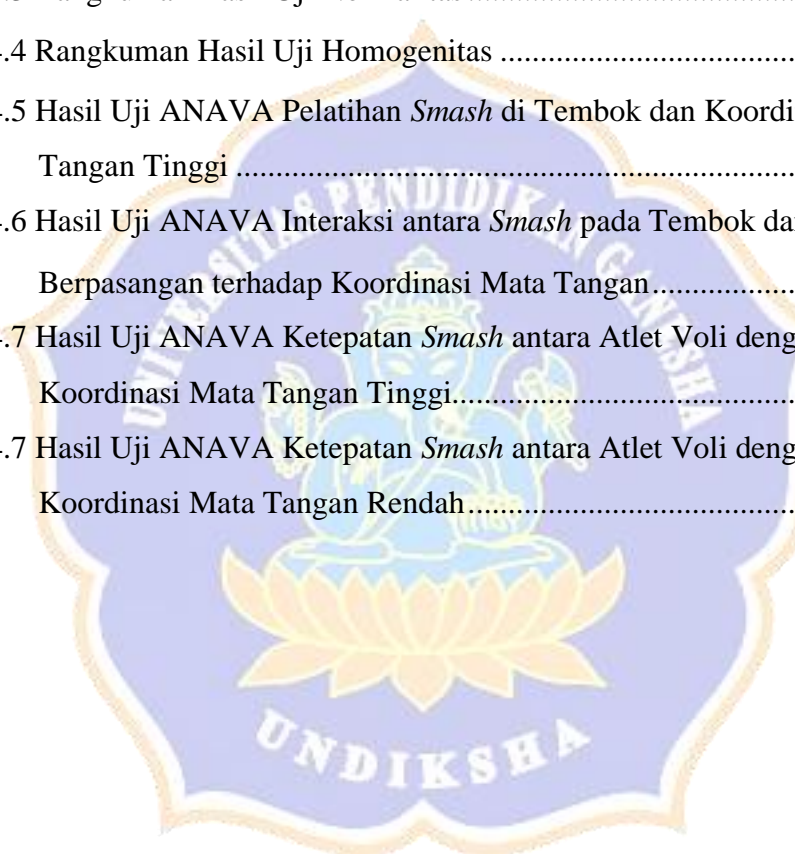 .4 Rangkuman Hasil Uji Homogenitas ....................................
.5 Hasil Uji ANAVA Pelatihan Smash di Tembok dan Koordi
Tangan Tinggi ......................................................................
.6 Hasil Uji ANAVA Interaksi antara Smash pada Tembok da
Berpasangan terhadap Koordinasi Mata Tangan..................
.7 Hasil Uji ANAVA Ketepatan Smash antara Atlet Voli deng
Koordinasi Mata Tangan Tinggi...........................................
.7 Hasil Uji ANAVA Ketepatan Smash antara Atlet Voli deng
Koordinasi Mata Tangan Rendah.........................................
UNIVERSITAS PENDIDIKAN GANESHA
UNDIKSHA